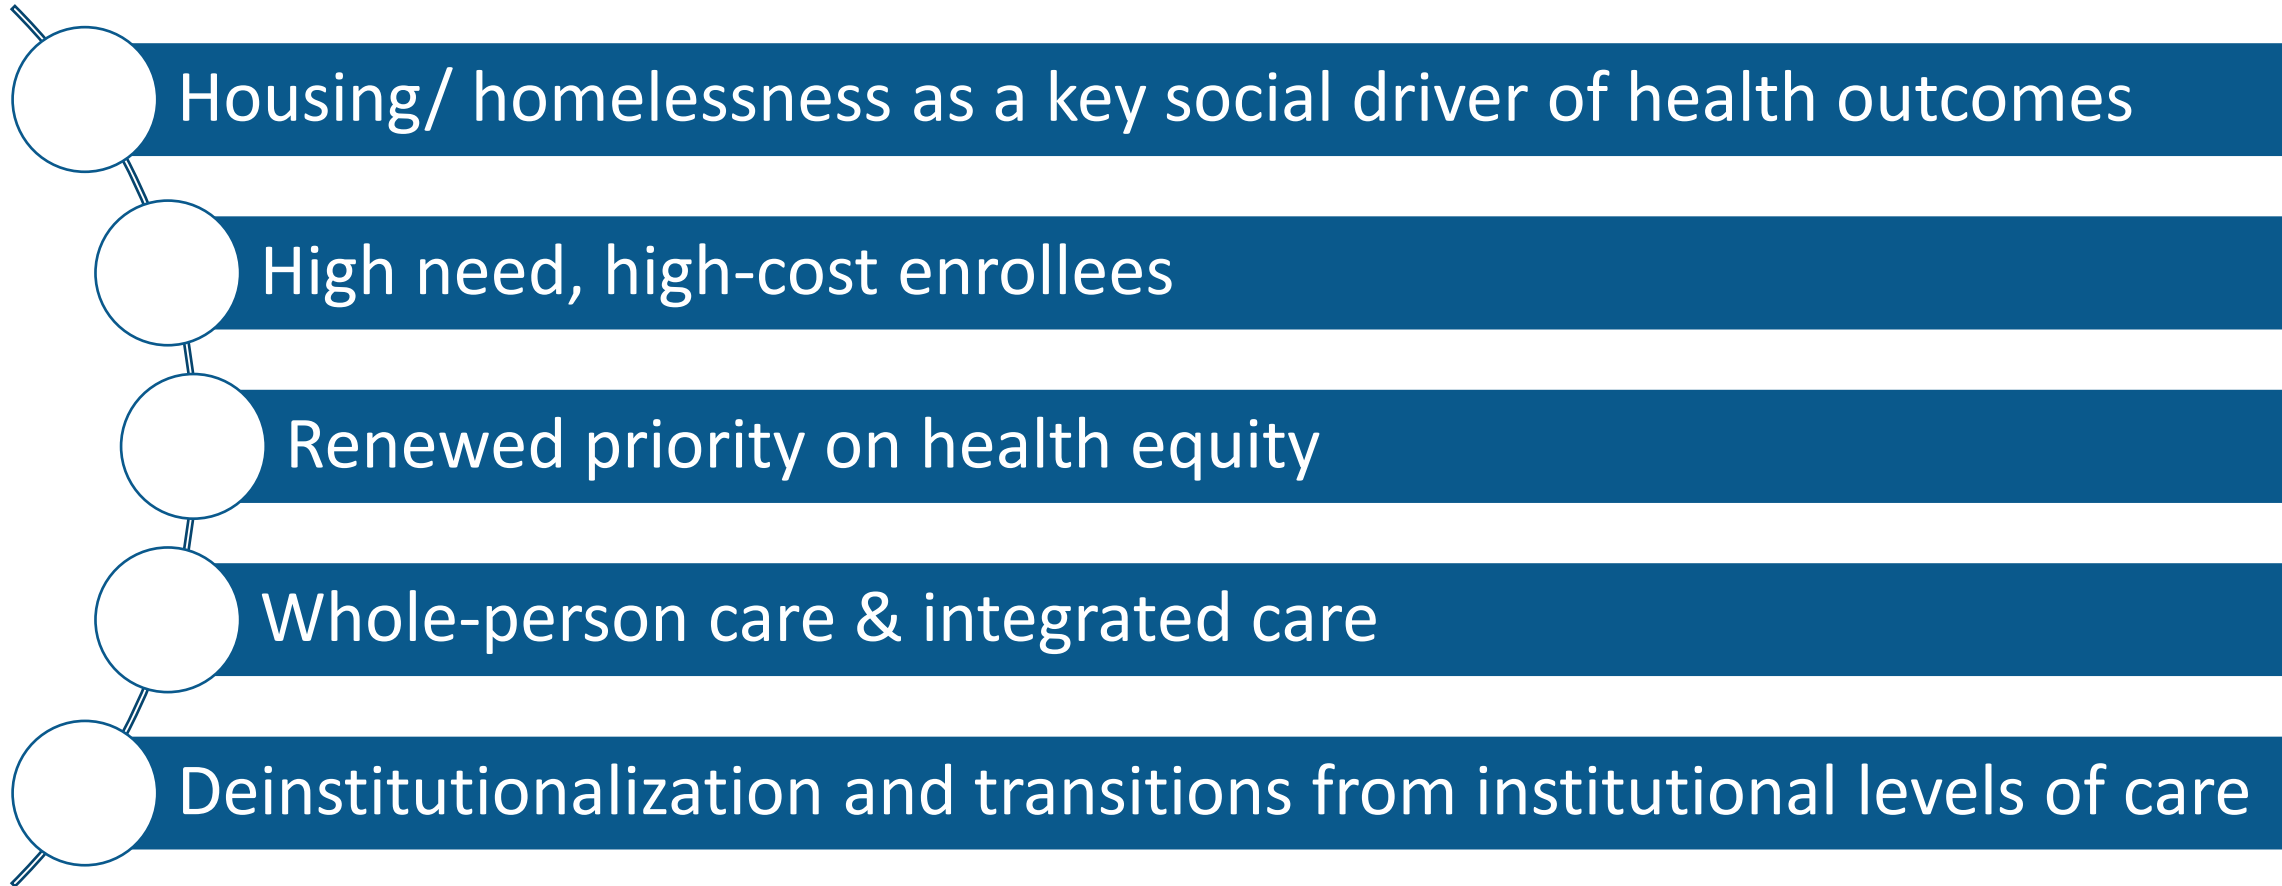 Housing/ homelessness as a key social driver of health outcomes
High need, high-cost enrollees
Renewed priority on health equity
Whole-person care & integrated care
Deinstitutionalization and transitions from institutional levels of care